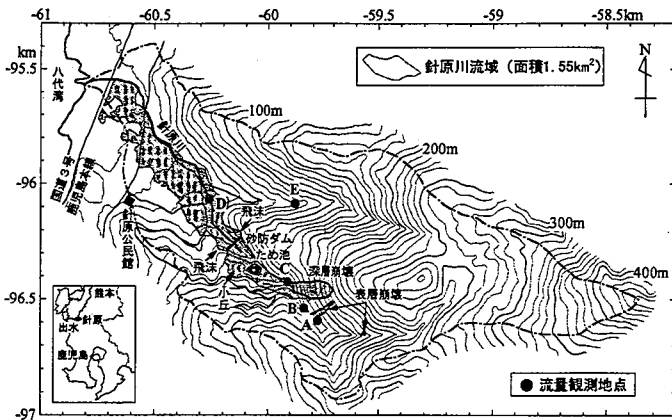 -61
-60.5
-60
-59.5
-59
-58.5km
km
-95.5
-96
-96.5
-97
針原川流域 (面積1.55km²)
N
八代湾
国道3号
鹿児島本線
針原川
針原公民館
100m
200m
300m
400m
E
D
飛沫
砂防ダム
ため池
飛沫
小丘
C
深層崩壊
表層崩壊
B
A
熊本
針原
出水
鹿児島
● 流量観測地点